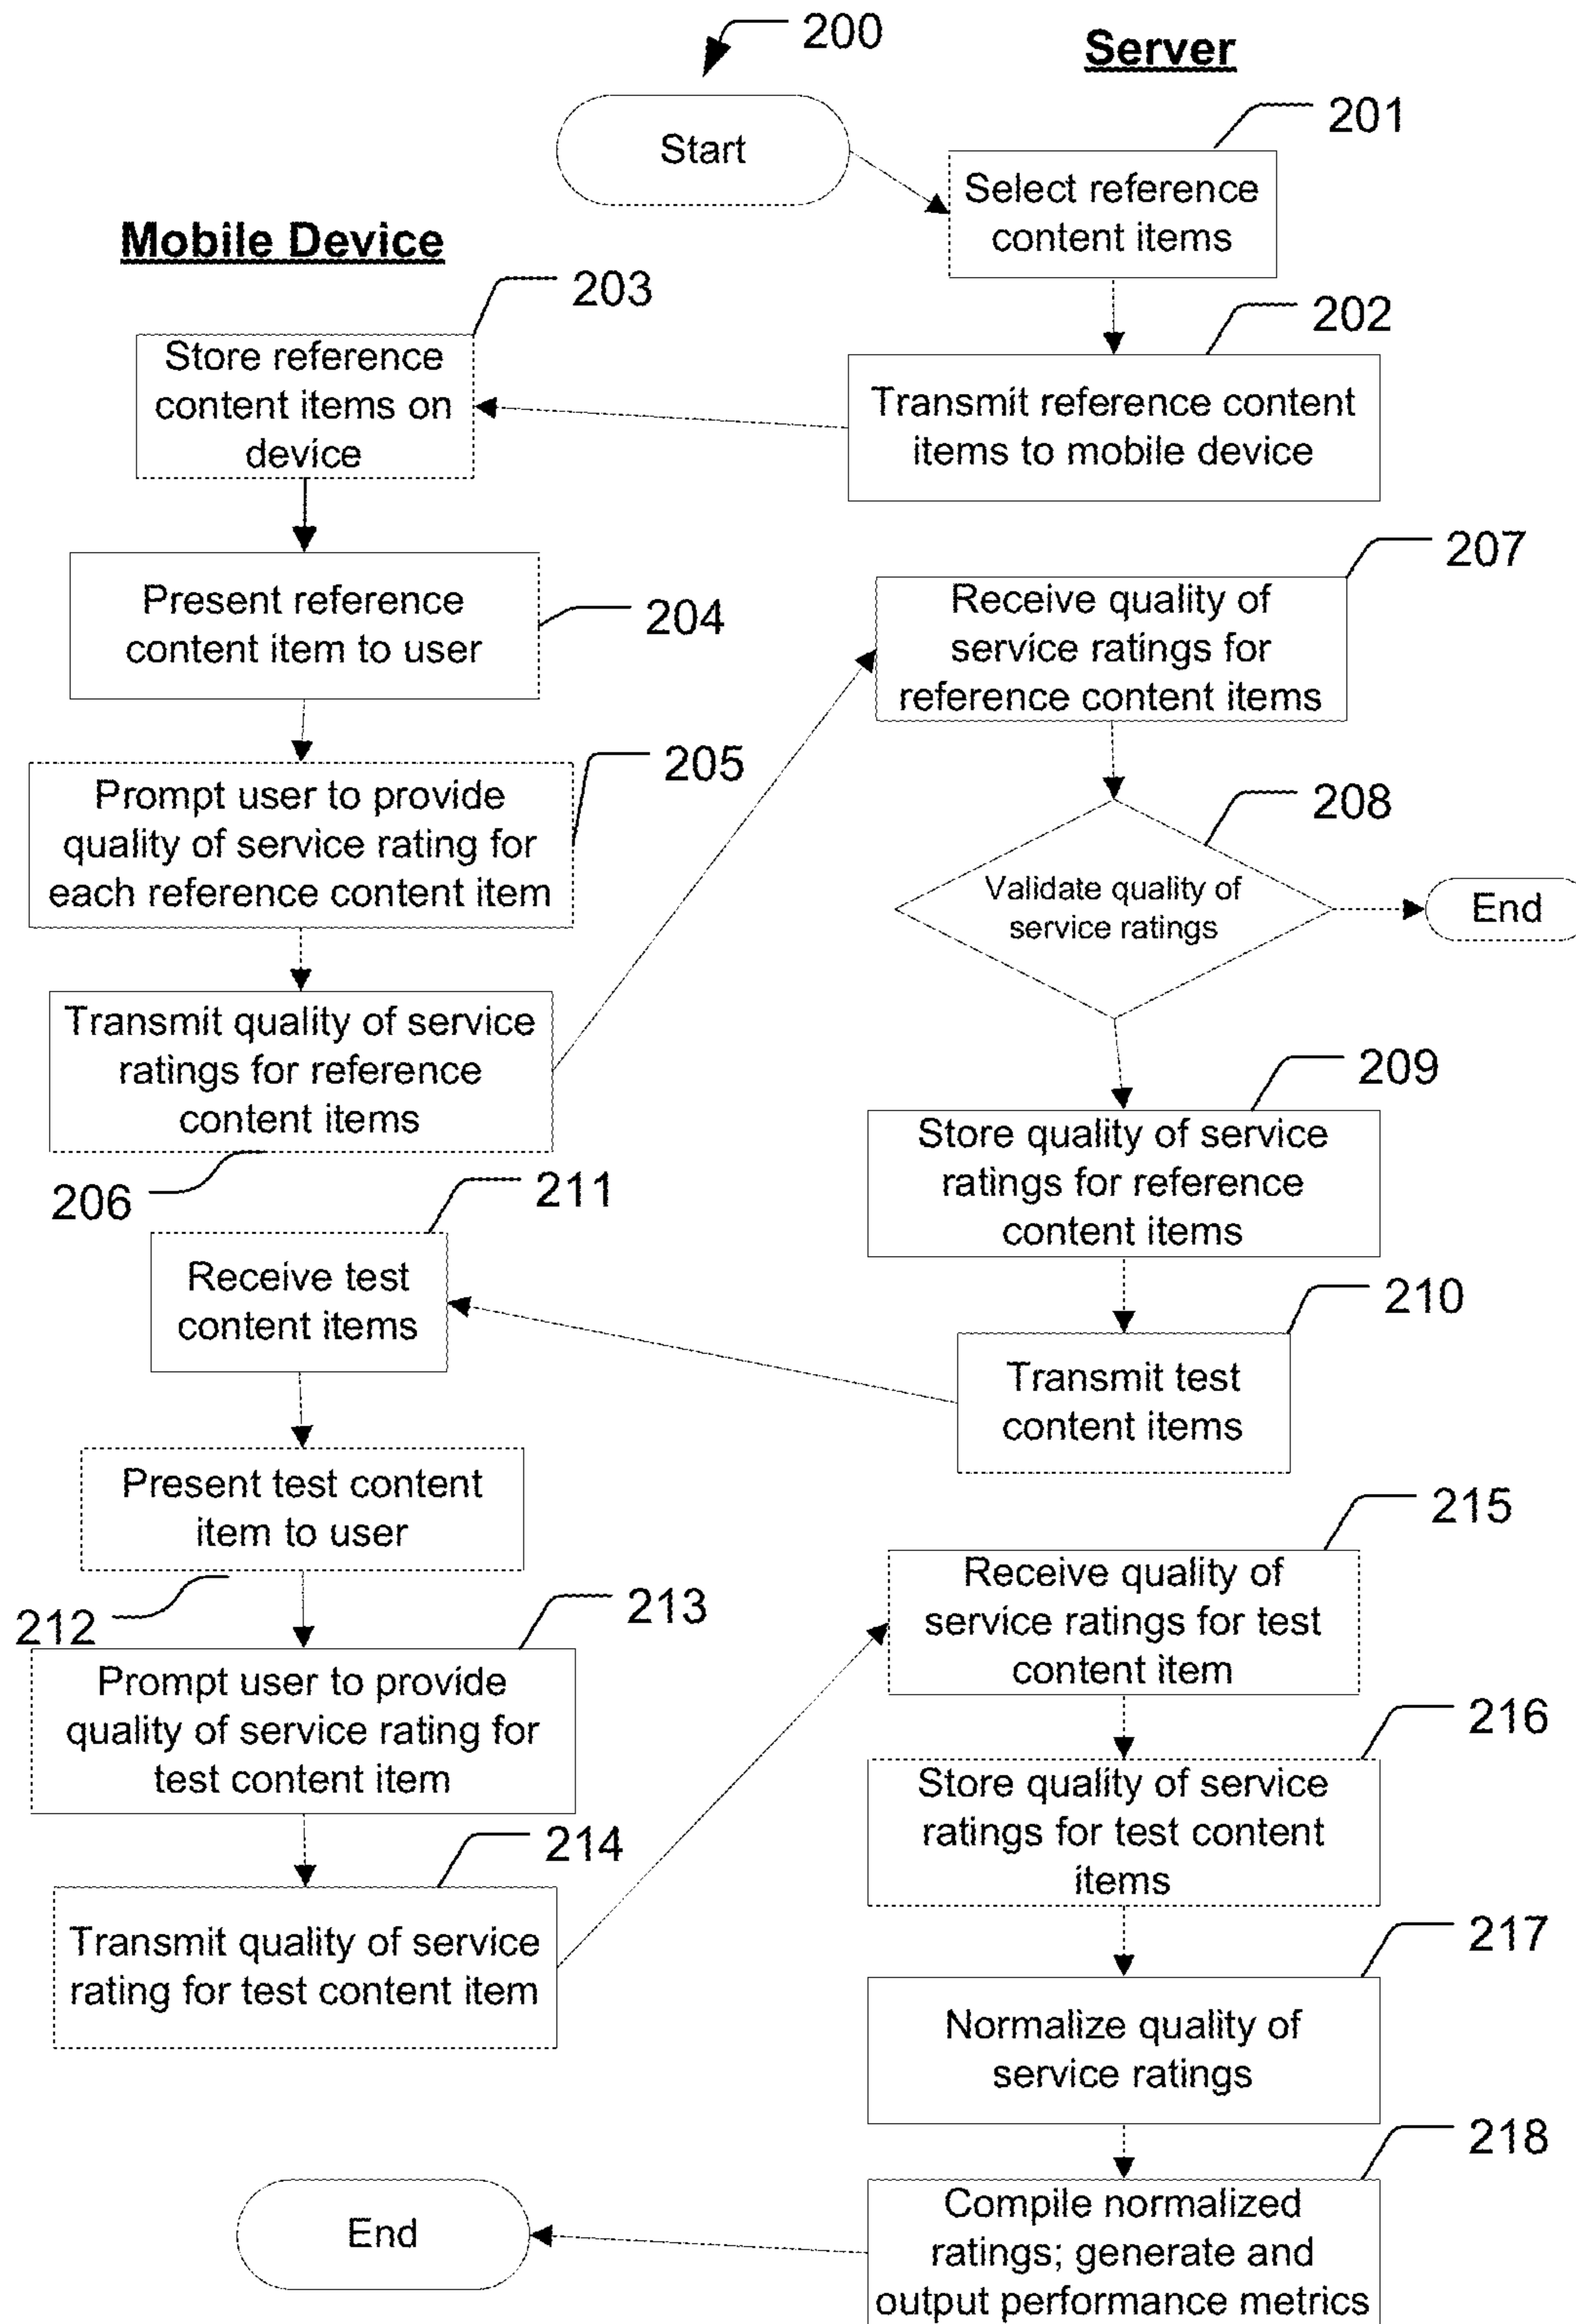 200
Server
Start
201
Select reference
content items
Mobile Device
203
Store reference
content items on
device
202
Transmit reference content
items to mobile device
204
Present reference
content item to user
207
Receive quality of
service ratings for
reference content items
205
Prompt user to provide
quality of service rating for
each reference content item
208
Validate quality of
service ratings
End
Transmit quality of service
ratings for reference
content items
206
209
Store quality of service
ratings for reference
content items
211
Receive test
content items
210
Transmit test
content items
Present test content
item to user
212
215
Receive quality of
service ratings for test
content item
213
Prompt user to provide
quality of service rating for
test content item
216
Store quality of service
ratings for test content
items
214
Transmit quality of service
rating for test content item
217
Normalize quality of
service ratings
218
Compile normalized
ratings; generate and
output performance metrics
End